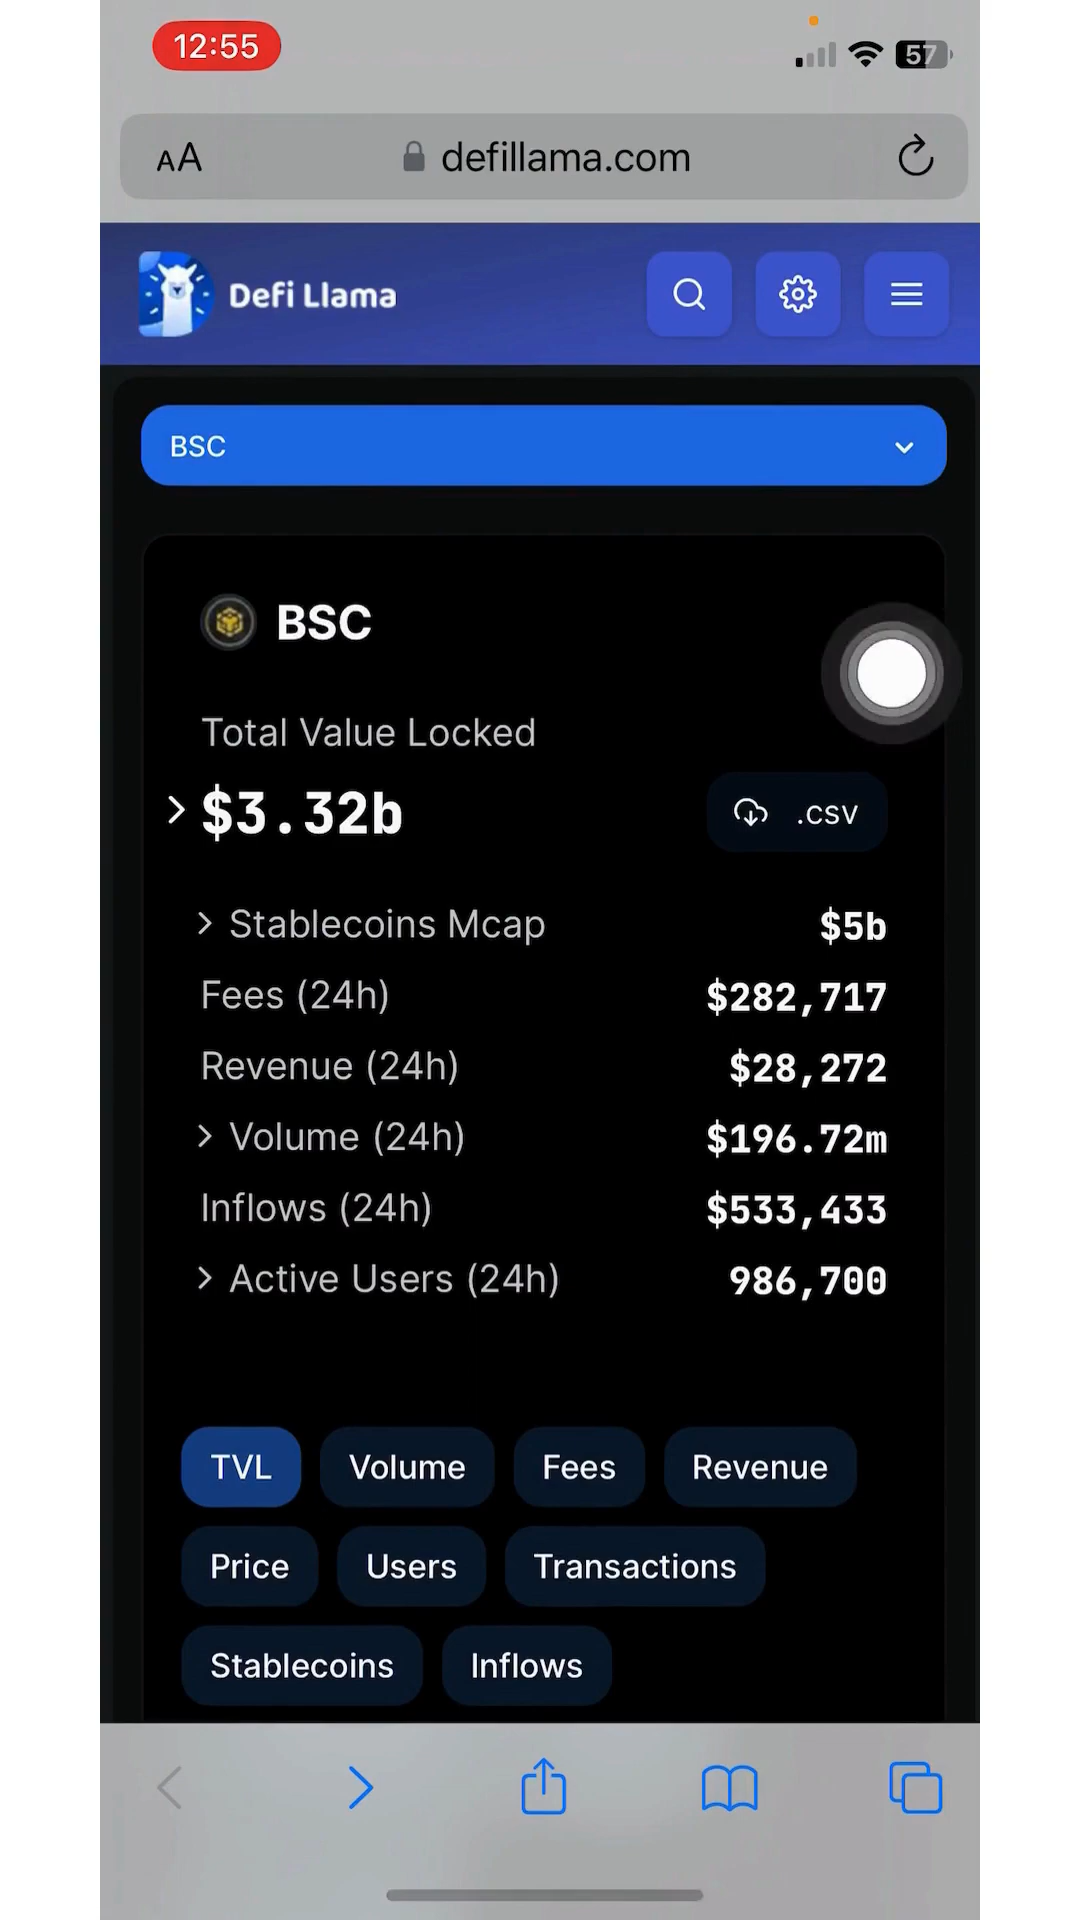 12:55
57
AA defillama.com
Defi Llama
BSC
BSC
Total Value Locked
$3.32b
.csv
Stablecoins Mcap $5b
Fees (24h) $282,717
Revenue (24h) $28,272
Volume (24h) $196.72m
Inflows (24h) $533,433
Active Users (24h) 986,700
TVL Volume Fees Revenue
Price Users Transactions
Stablecoins Inflows